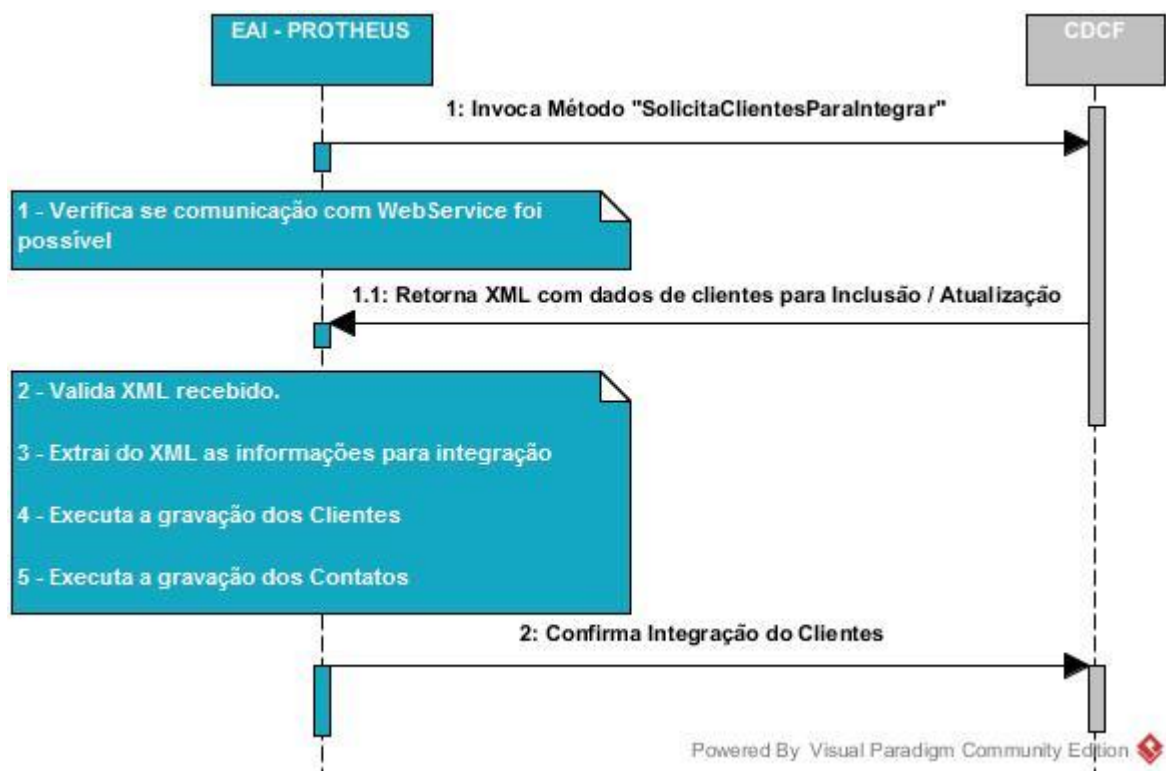 EAI - PROTHEUS
CDCF
1: Invoca Método "SolicitaClientesParaIntegrar"
1 - Verifica se comunicação com WebService foi
possível
1.1: Retorna XML com dados de clientes para Inclusão / Atualização
2 - Valida XML recebido.
3 - Extrai do XML as informações para integração
4 - Executa a gravação dos Clientes
5 - Executa a gravação dos Contatos
2: Confirma Integração do Clientes
Powered By Visual Paradigm Community Edition